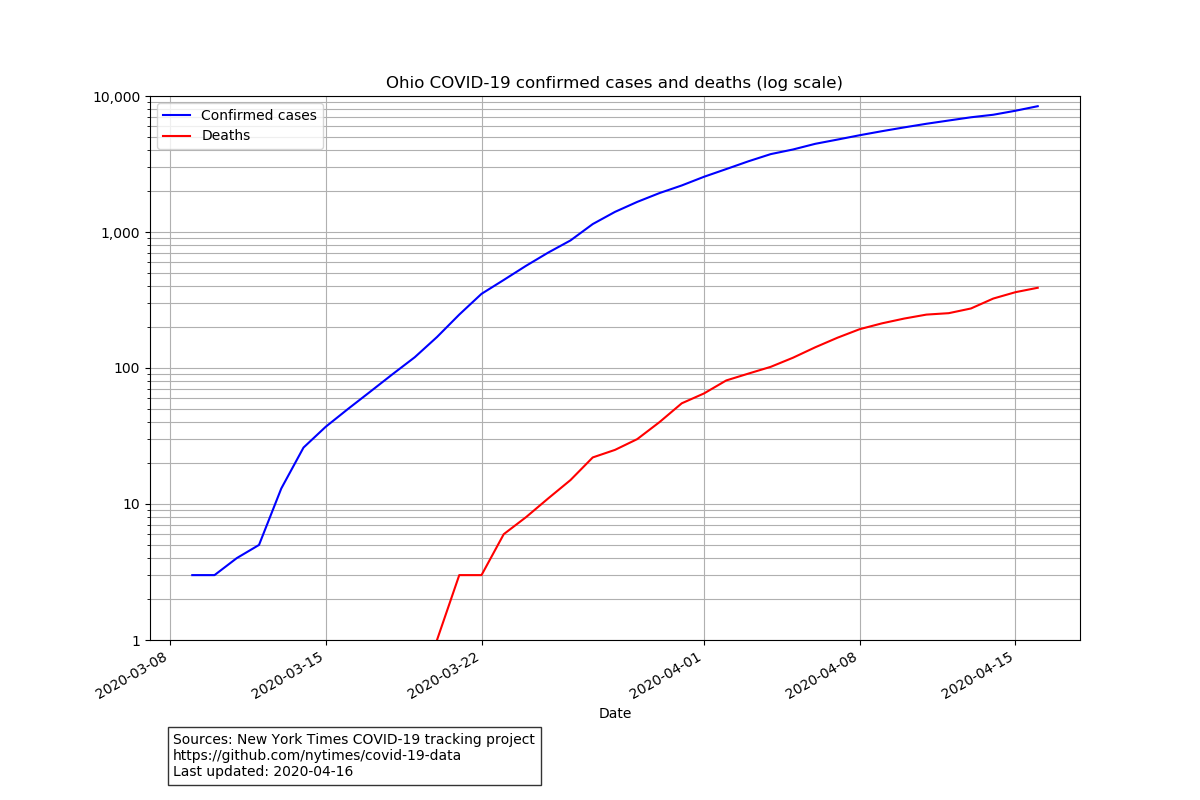 Ohio COVID-19 confirmed cases and deaths (log scale)
10,000
1,000
100
10
1
Confirmed cases
Deaths
2020-03-08
2020-03-15
2020-03-22
2020-04-01
2020-04-08
2020-04-15
Date
Sources: New York Times COVID-19 tracking project
https://github.com/nytimes/covid-19-data
Last updated: 2020-04-16